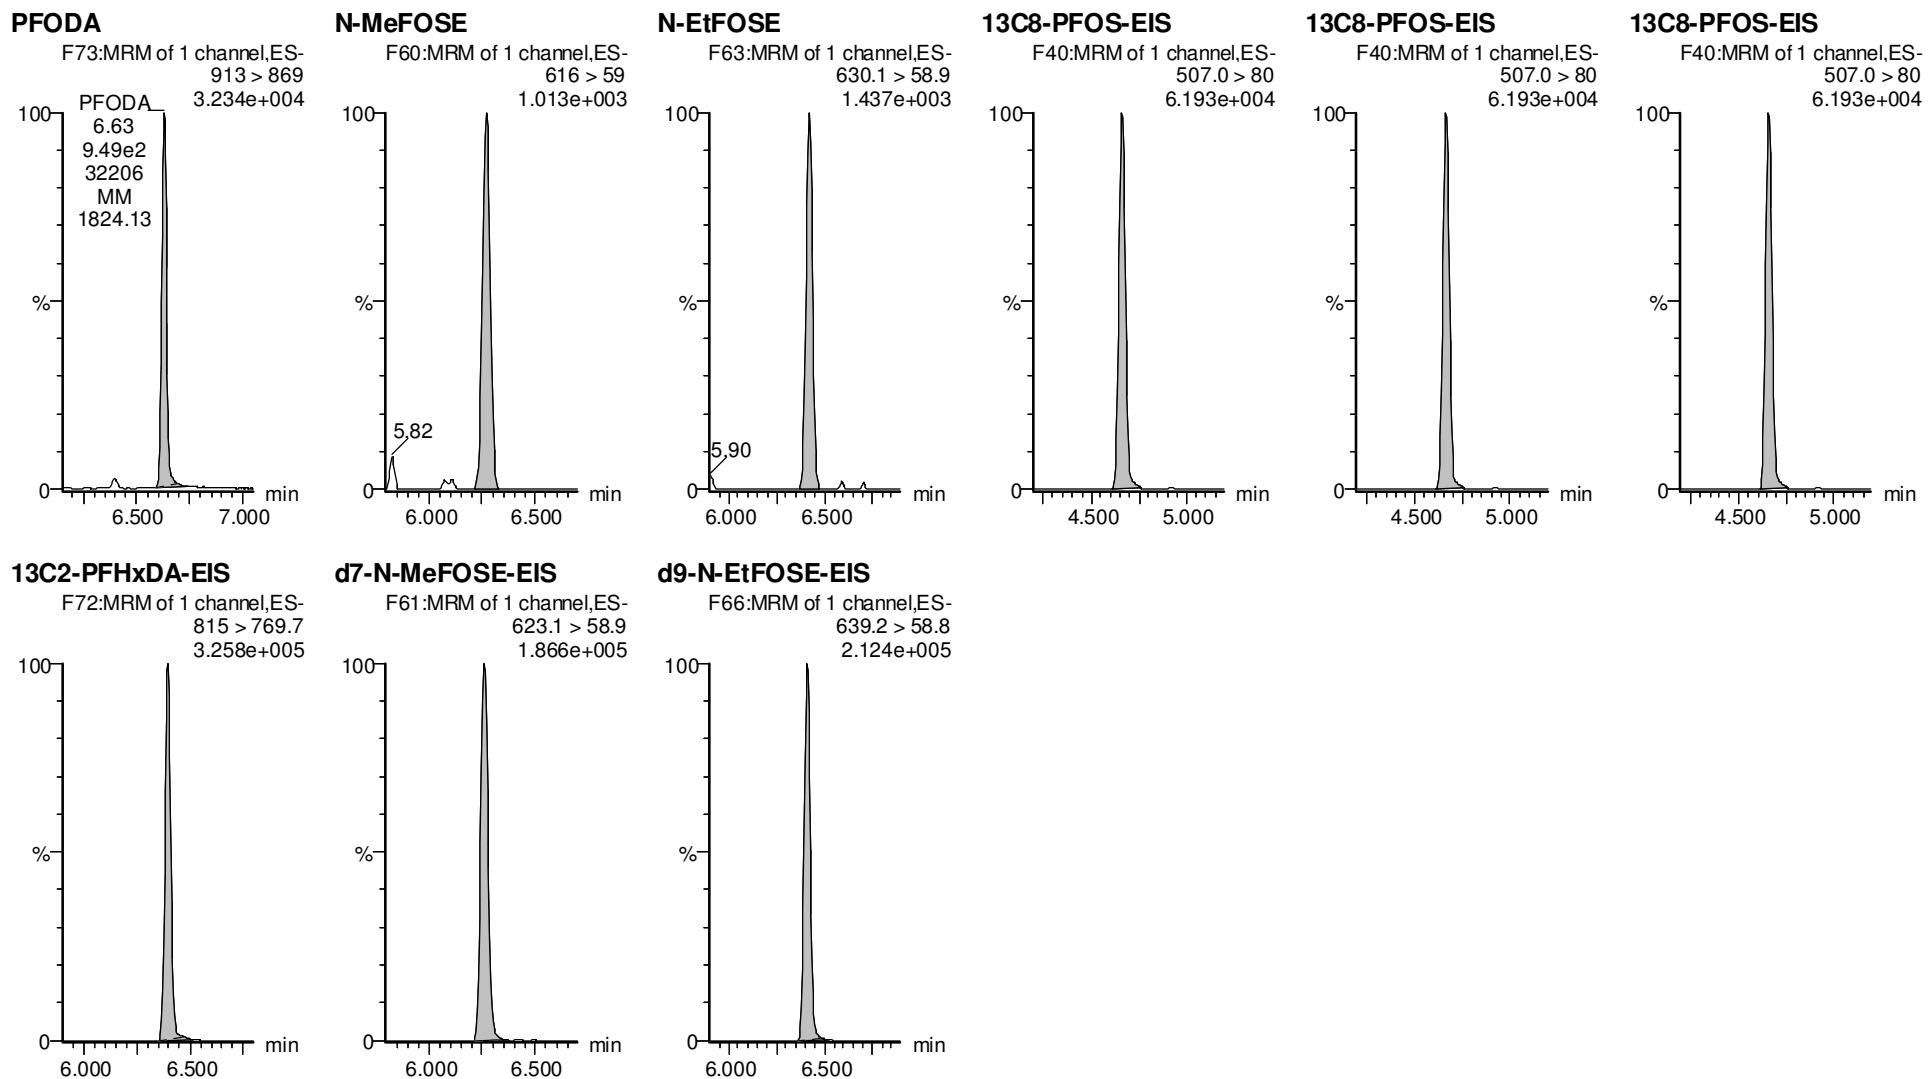 PFODA
F73:MRM of 1 channel,ES-
913 > 869
3.234e+004
100
PFODA
6.63
9.49e2
32206
MM
1824.13
%
0
min
6.500
7.000
N-MeFOSE
F60:MRM of 1 channel,ES-
616 > 59
1.013e+003
100
%
5.82
0
min
6.000
6.500
N-EtFOSE
F63:MRM of 1 channel,ES-
630.1 > 58.9
1.437e+003
100
%
5.90
0
min
6.000
6.500
13C8-PFOS-EIS
F40:MRM of 1 channel,ES-
507.0 > 80
6.193e+004
100
%
0
min
4.500
5.000
13C8-PFOS-EIS
F40:MRM of 1 channel,ES-
507.0 > 80
6.193e+004
100
%
0
min
4.500
5.000
13C8-PFOS-EIS
F40:MRM of 1 channel,ES-
507.0 > 80
6.193e+004
100
%
0
min
4.500
5.000
13C2-PFHxDA-EIS
F72:MRM of 1 channel,ES-
815 > 769.7
3.258e+005
100
%
0
min
6.000
6.500
d7-N-MeFOSE-EIS
F61:MRM of 1 channel,ES-
623.1 > 58.9
1.866e+005
100
%
0
min
6.000
6.500
d9-N-EtFOSE-EIS
F66:MRM of 1 channel,ES-
639.2 > 58.8
2.124e+005
100
%
0
min
6.000
6.500